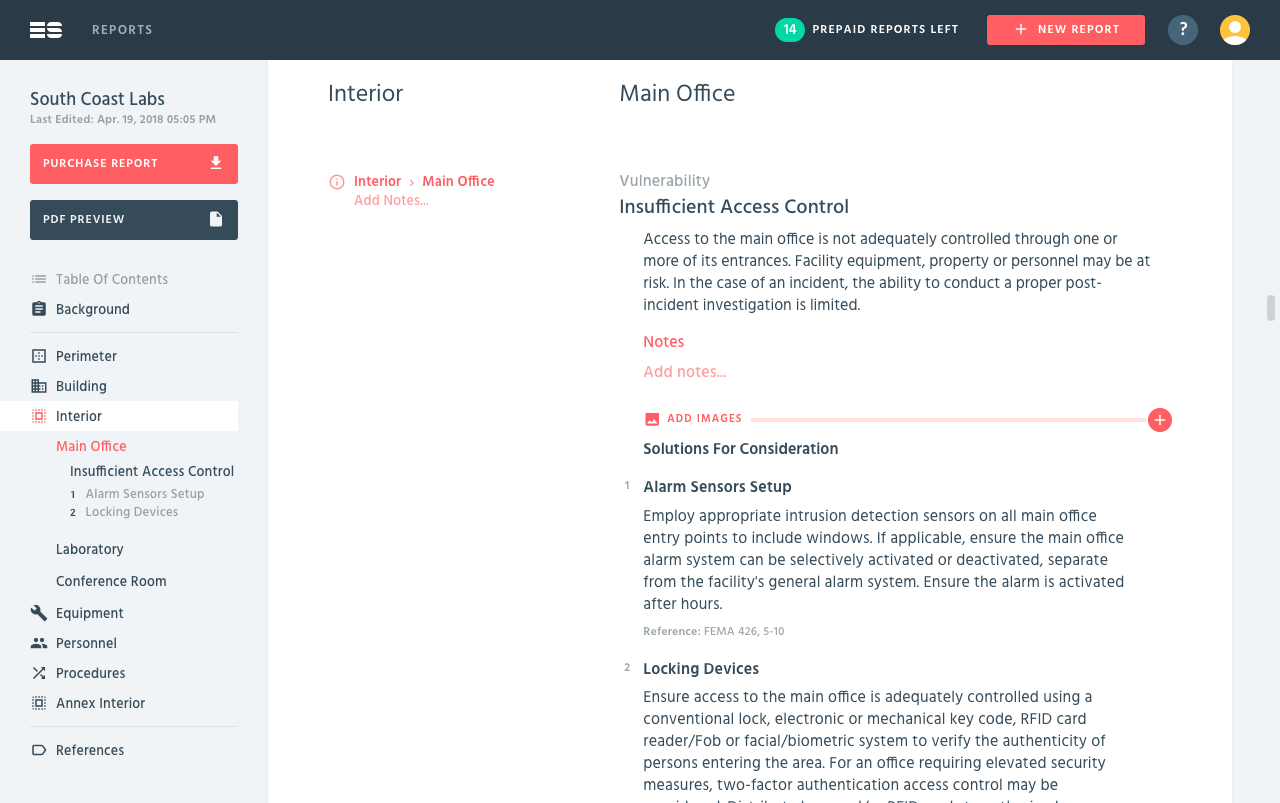 ES REPORTS
14 PREPAID REPORTS LEFT
NEW REPORT
?
South Coast Labs
Last Edited: Apr. 19, 2018 05:05 PM
PURCHASE REPORT
PDF PREVIEW
Table Of Contents
Background
Perimeter
Building
Interior
Main Office
Insufficient Access Control
1 Alarm Sensors Setup
2 Locking Devices
Laboratory
Conference Room
Equipment
Personnel
Procedures
Annex Interior
References
Interior
Main Office
Interior › Main Office
Add Notes...
Vulnerability
Insufficient Access Control
Access to the main office is not adequately controlled through one or
more of its entrances. Facility equipment, property or personnel may be at
risk. In the case of an incident, the ability to conduct a proper post-
incident investigation is limited.
Notes
Add notes...
ADD IMAGES
Solutions For Consideration
1 Alarm Sensors Setup
Employ appropriate intrusion detection sensors on all main office
entry points to include windows. If applicable, ensure the main office
alarm system can be selectively activated or deactivated, separate
from the facility's general alarm system. Ensure the alarm is activated
after hours.
Reference: FEMA 426, 5-10
2 Locking Devices
Ensure access to the main office is adequately controlled using a
conventional lock, electronic or mechanical key code, RFID card
reader/Fob or facial/biometric system to verify the authenticity of
persons entering the area. For an office requiring elevated security
measures, two-factor authentication access control may be